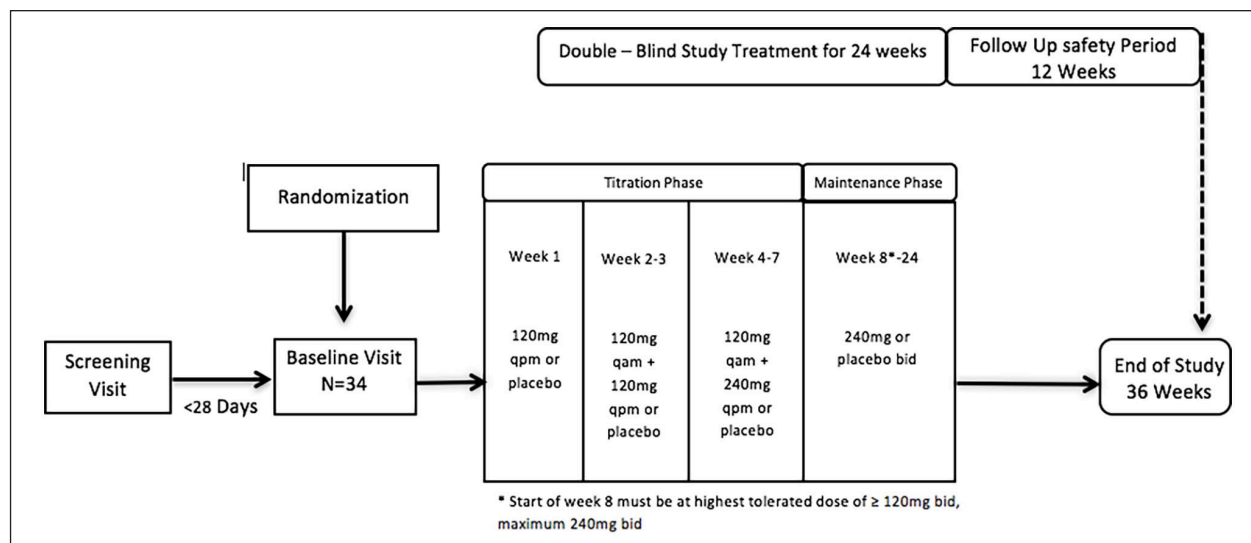 Double – Blind Study Treatment for 24 weeks
Follow Up safety Period
12 Weeks
Randomization
Titration Phase
Maintenance Phase
Week 1
Week 2-3
Week 4-7
Week 8*-24
120mg
qpm or
placebo
120mg
qam +
120mg
qpm or
placebo
120mg
qam +
240mg
qpm or
placebo
240mg or
placebo bid
Screening
Visit
<28 Days
Baseline Visit
N=34
End of Study
36 Weeks
* Start of week 8 must be at highest tolerated dose of ≥ 120mg bid,
maximum 240mg bid